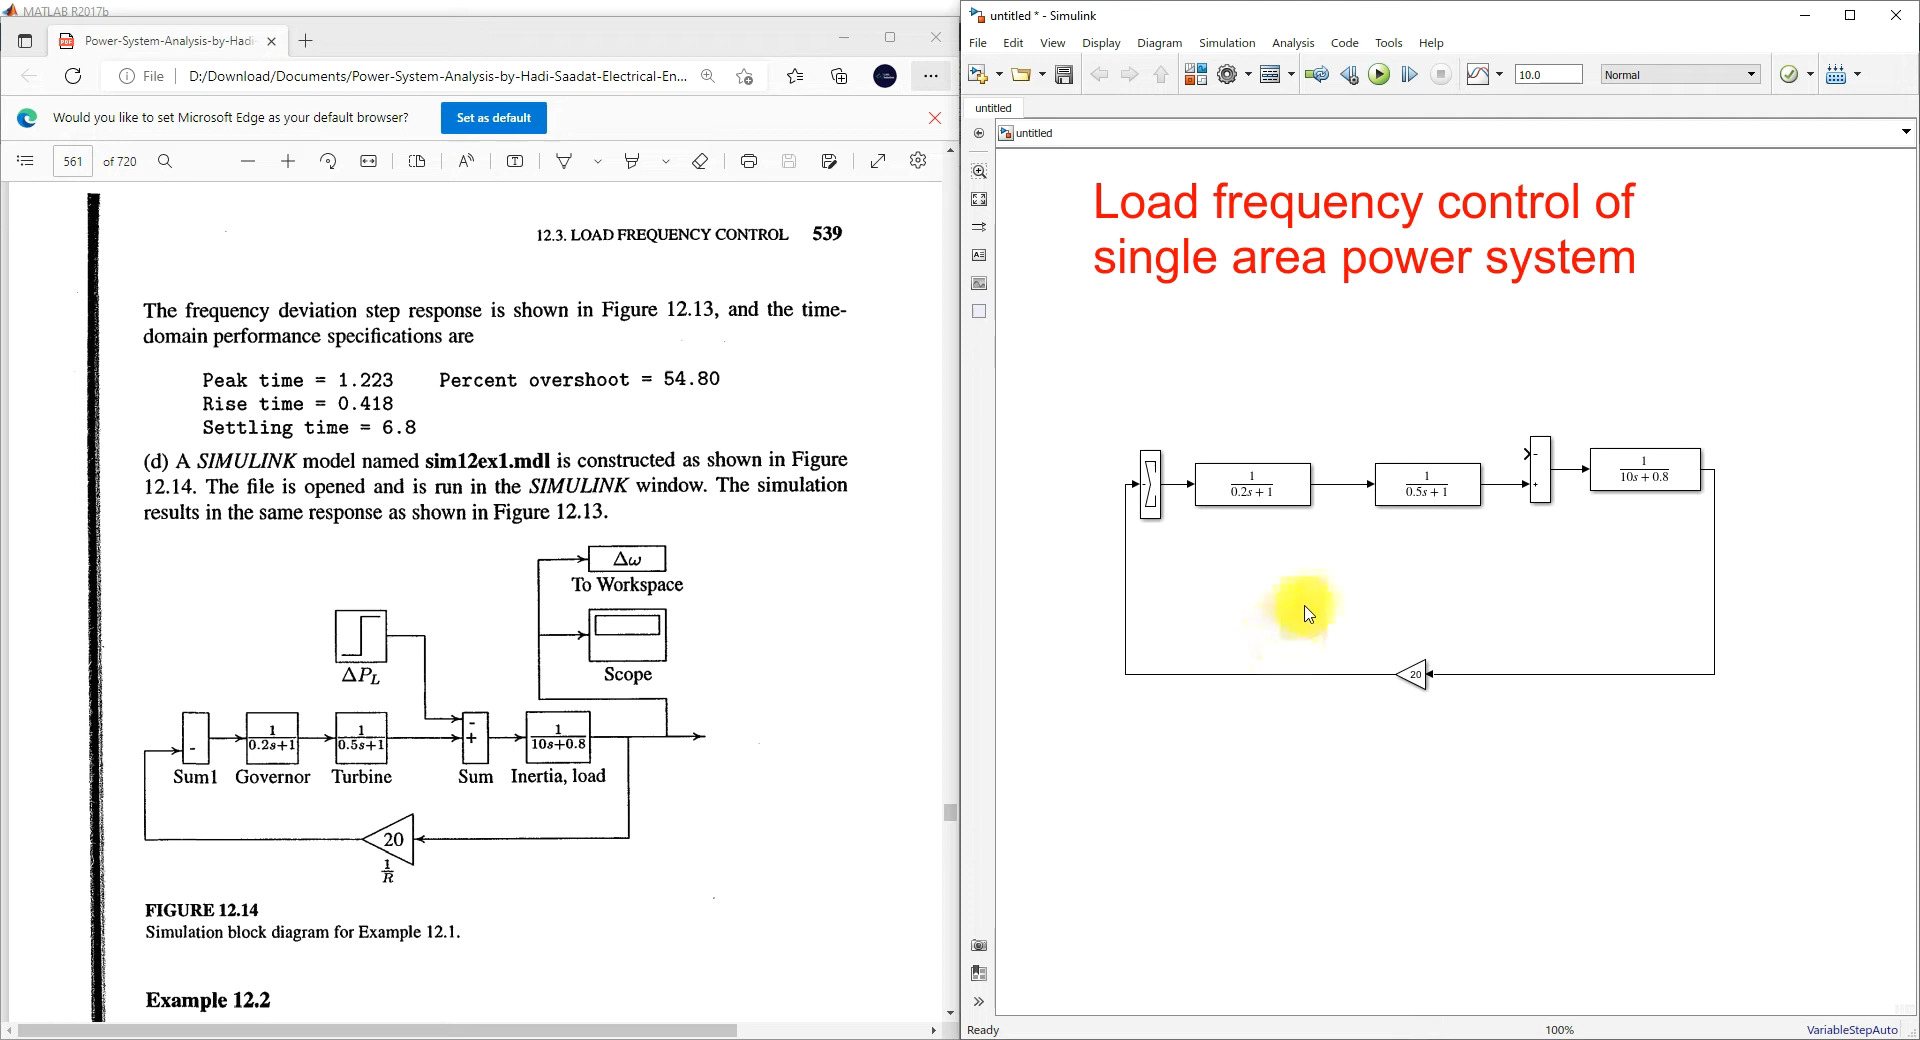 MATLAB R2017b
Power-System-Analysis-by-Hadi-
File
D:/Download/Documents/Power-System-Analysis-by-Hadi-Saadat-Electrical-En...
Would you like to set Microsoft Edge as your default browser?
Set as default
561 of 720
12.3. LOAD FREQUENCY CONTROL 539
The frequency deviation step response is shown in Figure 12.13, and the time-
domain performance specifications are
Peak time = 1.223 Percent overshoot = 54.80
Rise time = 0.418
Settling time = 6.8
(d) A SIMULINK model named sim12ex1.mdl is constructed as shown in Figure
12.14. The file is opened and is run in the SIMULINK window. The simulation
results in the same response as shown in Figure 12.13.
Δω
To Workspace
Scope
ΔP_L
-
+
-
1
0.2s+1
1
0.5s+1
1
10s+0.8
Sum1 Governor Turbine Sum Inertia, load
20
1
R
FIGURE 12.14
Simulation block diagram for Example 12.1.
Example 12.2
untitled * - Simulink
File Edit View Display Diagram Simulation Analysis Code Tools Help
10.0 Normal
untitled
untitled
Load frequency control of
single area power system
-
1
0.2s + 1
1
0.5s + 1
-
+
1
10s + 0.8
20
Ready 100% VariableStepAuto